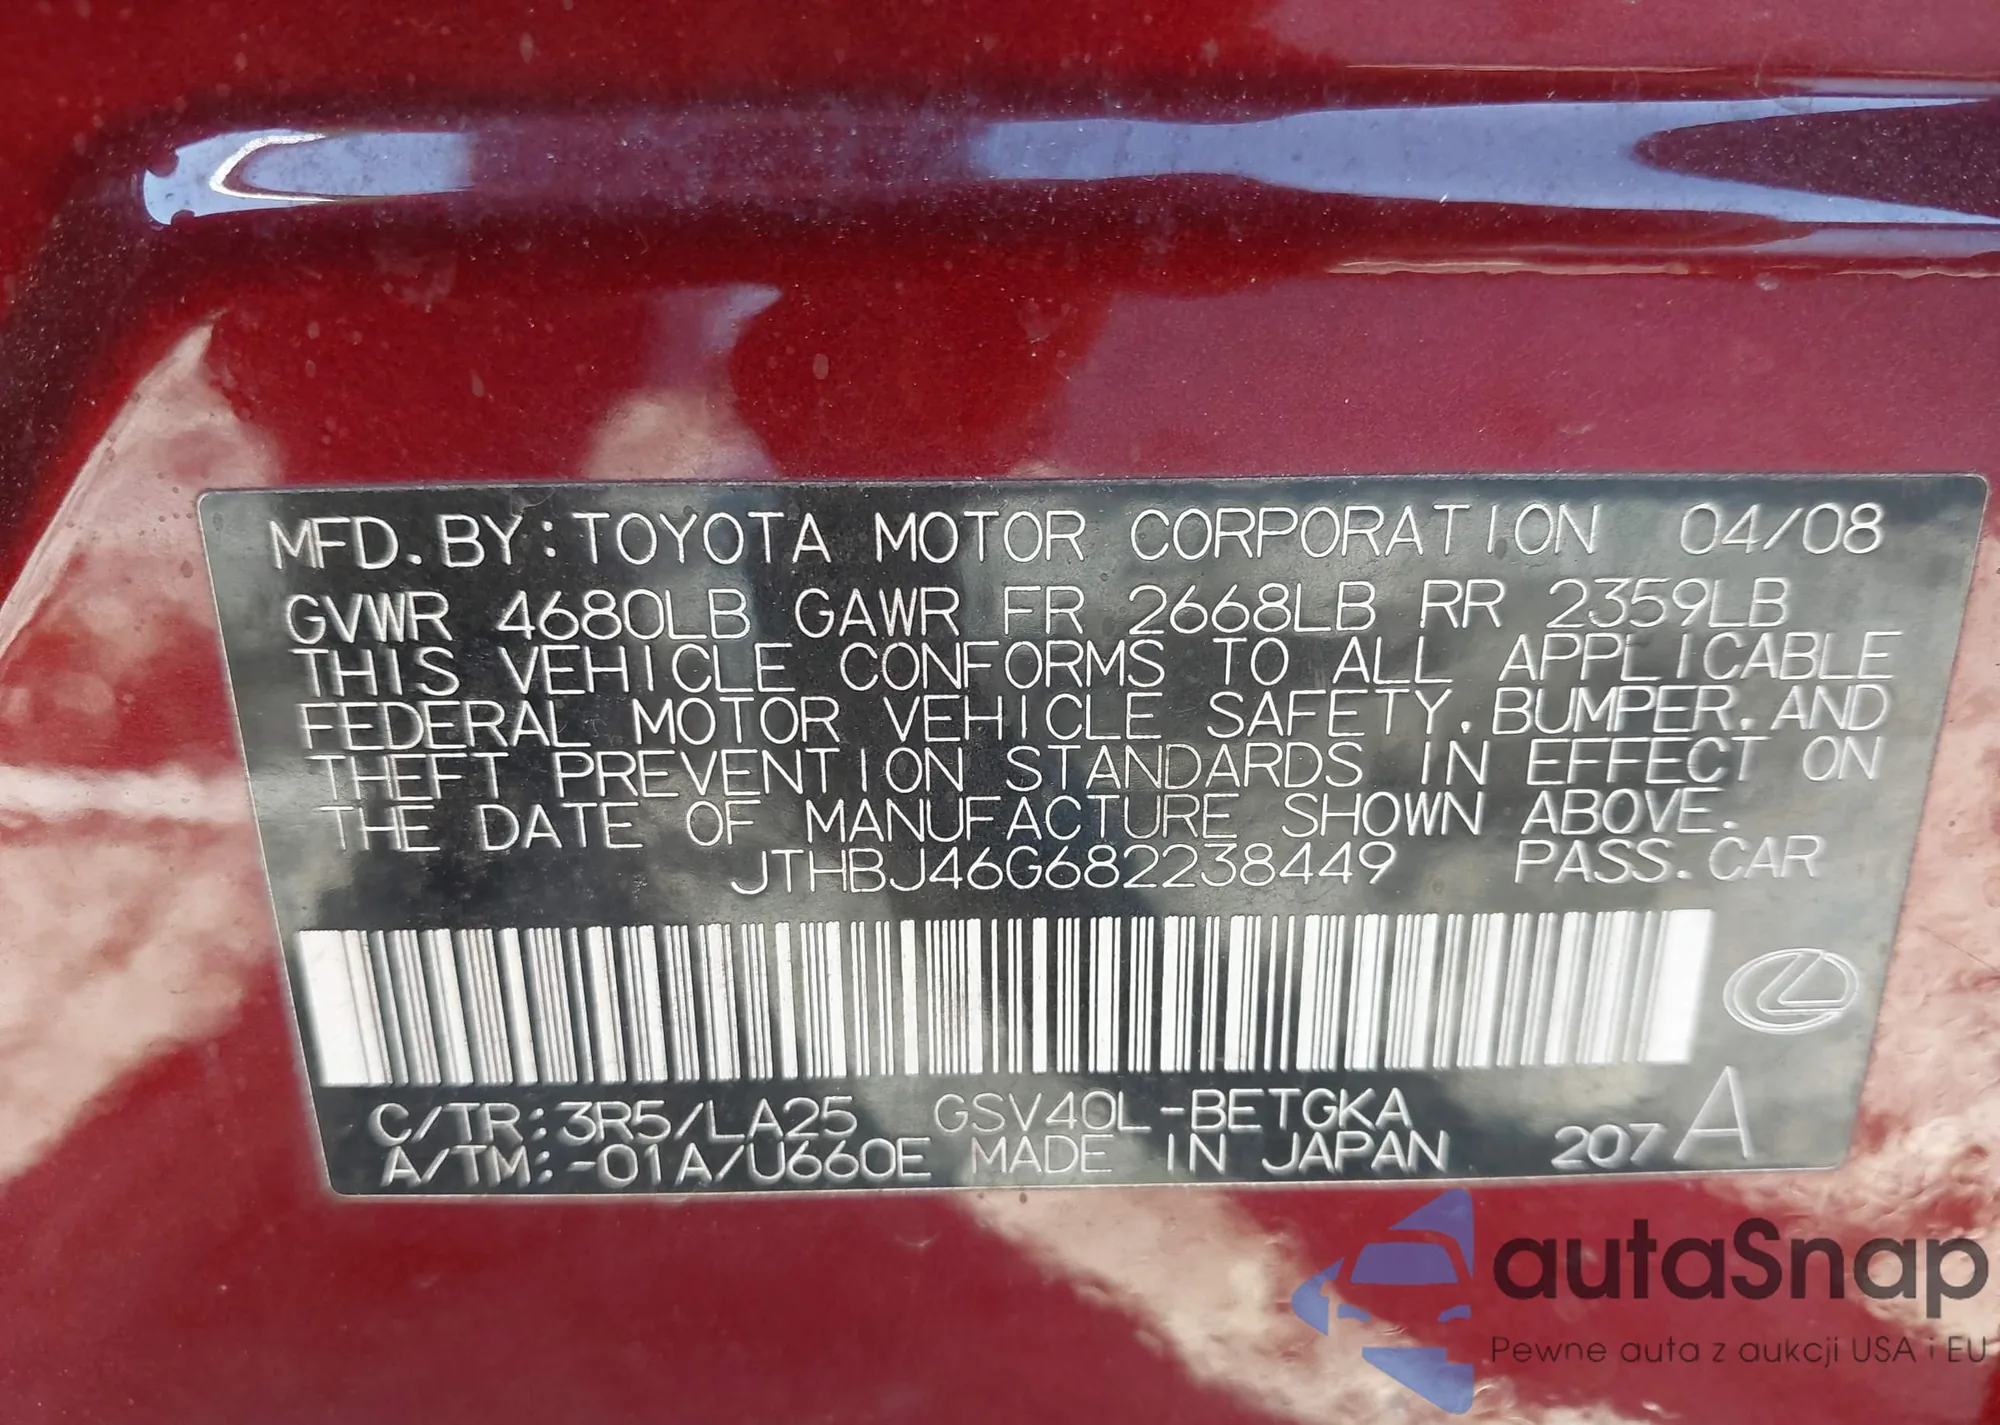 MFD. BY: TOYOTA MOTOR CORPORATION 04/08
GVWR 4680LB GAWR FR 2668LB RR 2359LB
THIS VEHICLE CONFORMS TO ALL APPLICABLE
FEDERAL MOTOR VEHICLE SAFETY, BUMPER, AND
THEFT PREVENTION STANDARDS IN EFFECT ON
THE DATE OF MANUFACTURE SHOWN ABOVE.
JTHBJ46G682238449 PASS. CAR
C/TR: 3R5/LA25 GSV40L-BETGKA
A/TM: -01A/U660E MADE IN JAPAN 207 A
autaSnap
Pewne auta z aukcji USA i EU